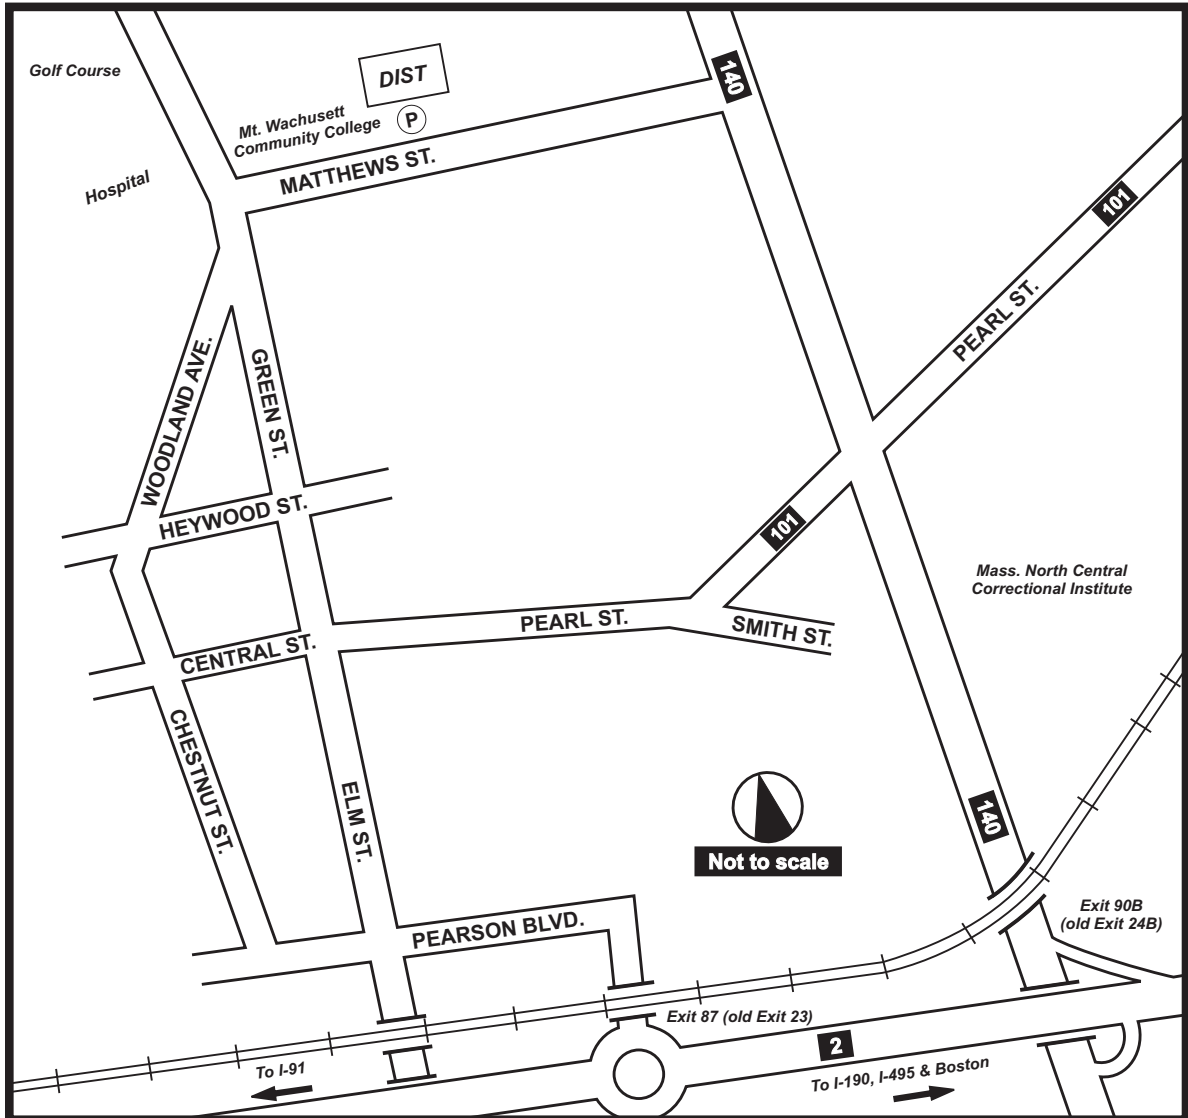 Golf Course
DIST
140
Mt. Wachusett
Community College
P
MATTHEWS ST.
Hospital
101
PEARL ST.
WOODLAND AVE.
GREEN ST.
HEYWOOD ST.
101
Mass. North Central
Correctional Institute
PEARL ST.
SMITH ST.
CENTRAL ST.
CHESTNUT ST.
ELM ST.
140
Not to scale
Exit 90B
(old Exit 24B)
PEARSON BLVD.
Exit 87 (old Exit 23)
2
To I-91
To I-190, I-495 & Boston